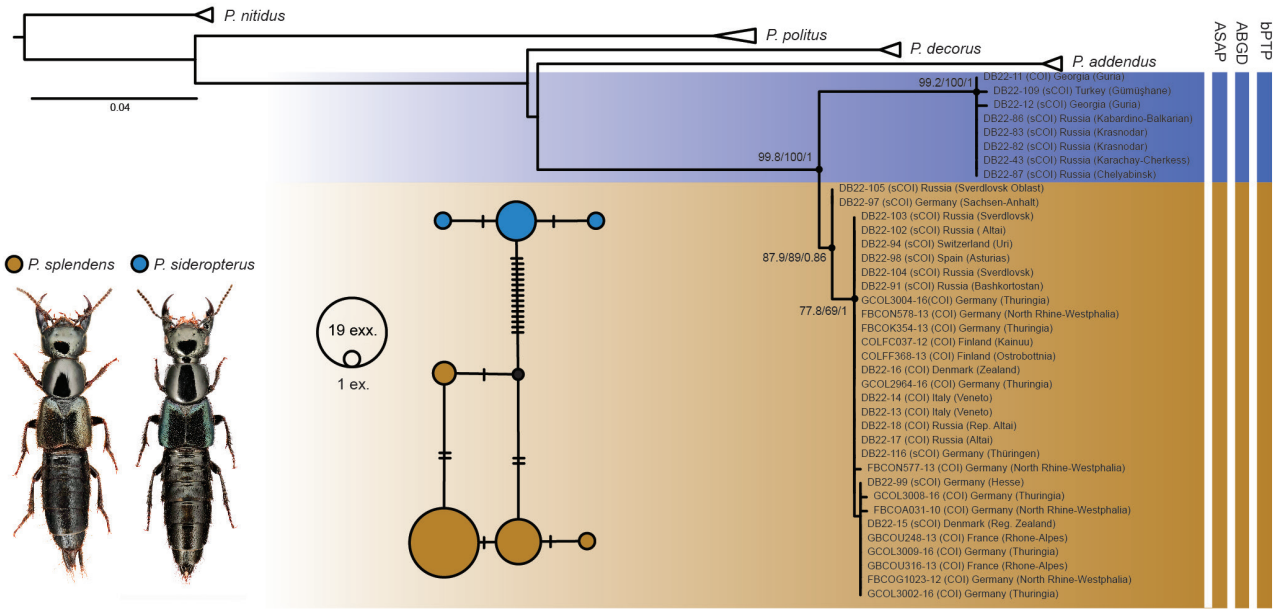 P. nitidus
P. politus
P. decorus
P. addendus
0.04
ASAP
ABGD
bPTP
99.2/100/1
99.8/100/1
87.9/89/0.86
77.8/69/1
DB22-11 (COI) Georgia (Guria)
DB22-109 (sCOI) Turkey (Gümüşhane)
DB22-12 (sCOI) Georgia (Guria)
DB22-86 (sCOI) Russia (Kabardino-Balkarian)
DB22-83 (sCOI) Russia (Krasnodar)
DB22-82 (sCOI) Russia (Krasnodar)
DB22-43 (sCOI) Russia (Karachay-Cherkess)
DB22-87 (sCOI) Russia (Chelyabinsk)
DB22-105 (sCOI) Russia (Sverdlovsk Oblast)
DB22-97 (sCOI) Germany (Sachsen-Anhalt)
DB22-103 (sCOI) Russia (Sverdlovsk)
DB22-102 (sCOI) Russia ( Altai)
DB22-94 (sCOI) Switzerland (Uri)
DB22-98 (sCOI) Spain (Asturias)
DB22-104 (sCOI) Russia (Sverdlovsk)
DB22-91 (sCOI) Russia (Bashkortostan)
GCOL3004-16(COI) Germany (Thuringia)
FBCON578-13 (COI) Germany (North Rhine-Westphalia)
FBCOK354-13 (COI) Germany (Thuringia)
COLFC037-12 (COI) Finland (Kainuu)
COLFF368-13 (COI) Finland (Ostrobottnia)
DB22-16 (COI) Denmark (Zealand)
GCOL2964-16 (COI) Germany (Thuringia)
DB22-14 (COI) Italy (Veneto)
DB22-13 (COI) Italy (Veneto)
DB22-18 (COI) Russia (Rep. Altai)
DB22-17 (COI) Russia (Altai)
DB22-116 (sCOI) Germany (Thüringen)
FBCON577-13 (COI) Germany (North Rhine-Westphalia)
DB22-99 (sCOI) Germany (Hesse)
GCOL3008-16 (COI) Germany (Thuringia)
FBCOA031-10 (COI) Germany (North Rhine-Westphalia)
DB22-15 (sCOI) Denmark (Reg. Zealand)
GBCOU248-13 (COI) France (Rhone-Alpes)
GCOL3009-16 (COI) Germany (Thuringia)
GBCOU316-13 (COI) France (Rhone-Alpes)
FBCOG1023-12 (COI) Germany (North Rhine-Westphalia)
GCOL3002-16 (COI) Germany (Thuringia)
P. splendens
P. sideropterus
19 exx.
1 ex.